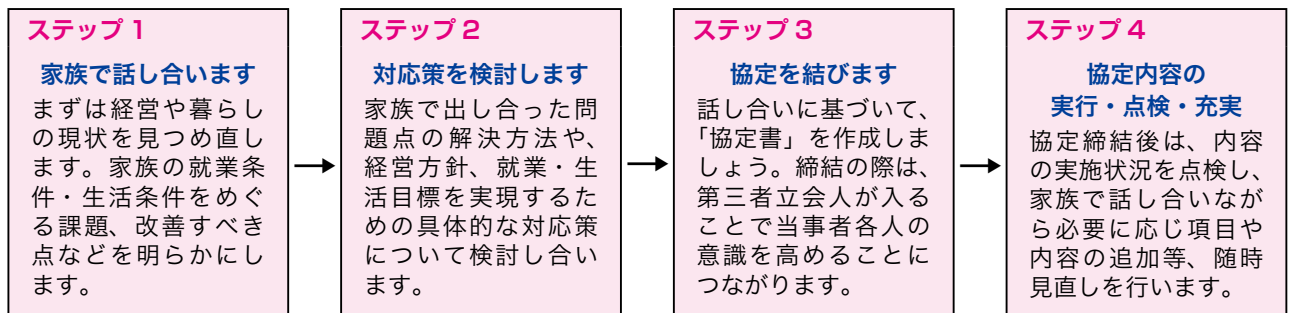 ステップ 1
家族で話し合います
まずは経営や暮らし
の現状を見つめ直し
ます。家族の就業条
件・生活条件をめぐ
る課題、改善すべき
点などを明らかにし
ます。
ステップ 2
対応策を検討します
家族で出し合った問
題点の解決方法や、
経営方針、就業・生
活目標を実現するた
めの具体的な対応策
について検討し合い
ます。
ステップ 3
協定を結びます
話し合いに基づいて、
「協定書」を作成しま
しょう。締結の際は、
第三者立会人が入る
ことで当事者各人の
意識を高めることに
つながります。
ステップ 4
協定内容の
実行・点検・充実
協定締結後は、内容
の実施状況を点検し、
家族で話し合いなが
ら必要に応じ項目や
内容の追加等、随時
見直しを行います。